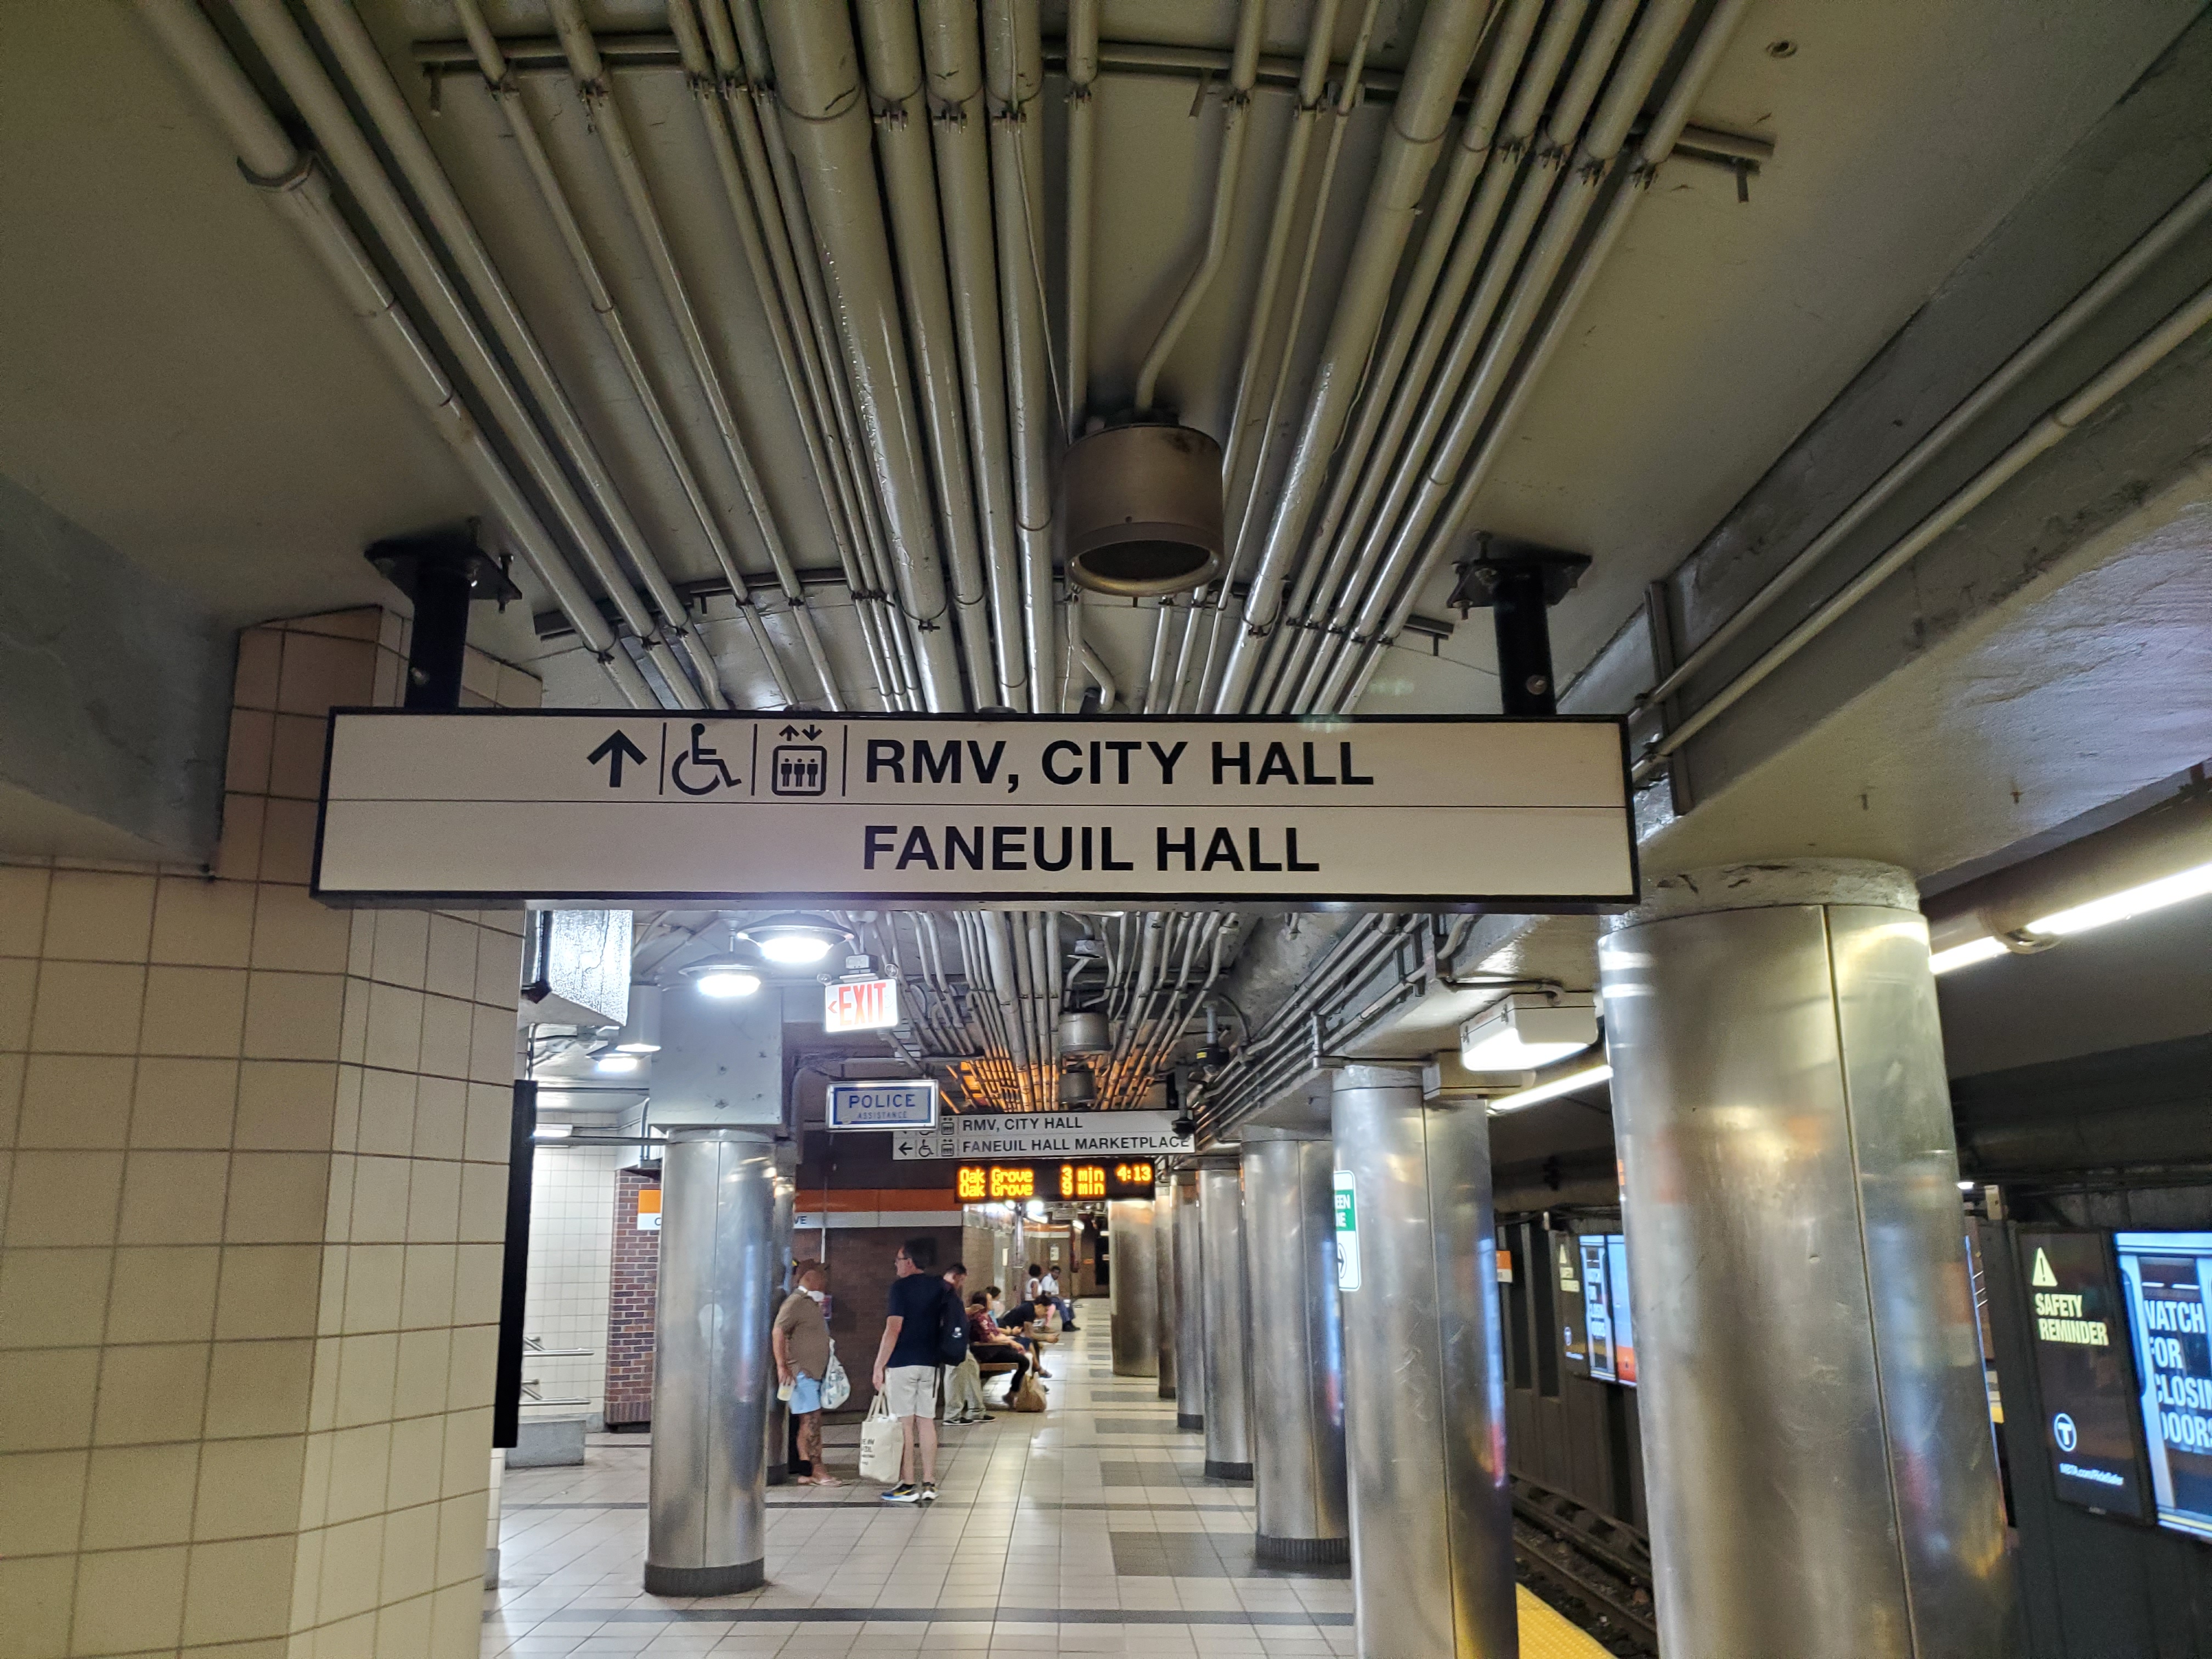 RMV, CITY HALL
FANEUIL HALL
<EXIT
POLICE
ASSISTANCE
RMV, CITY HALL
FANEUIL HALL MARKETPLACE
Oak Grove 3 min 4:13
Oak Grove 9 min
SAFETY
REMINDER
WATCH
FOR
CLOSIN
DOORS
T